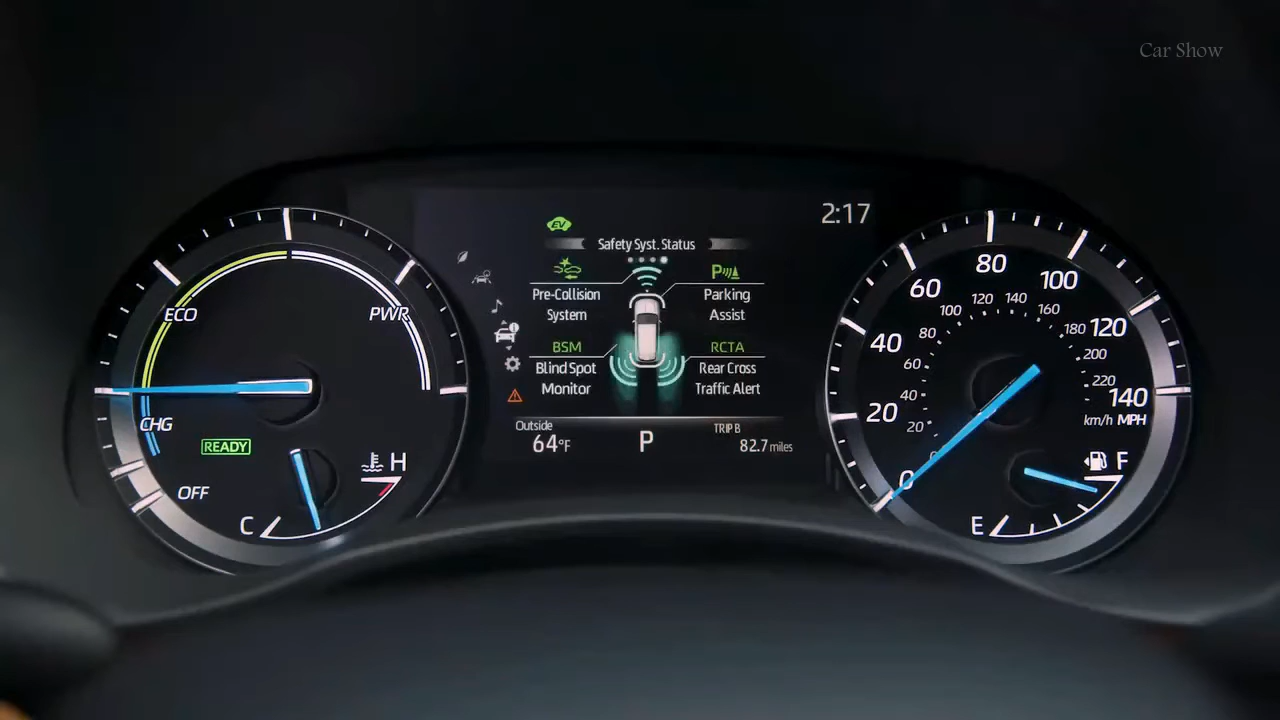 Car Show
2:17
EV
Safety Syst. Status
Pre-Collision
System
P
Parking
Assist
BSM
Blind Spot
Monitor
RCTA
Rear Cross
Traffic Alert
Outside
64°F
P
TRIP B
82.7 miles
ECO
PWR
CHG
READY
OFF
C
H
0
20
40
60
80
100
120
140
MPH
km/h
0
20
40
60
80
100
120
140
160
180
200
220
E
F